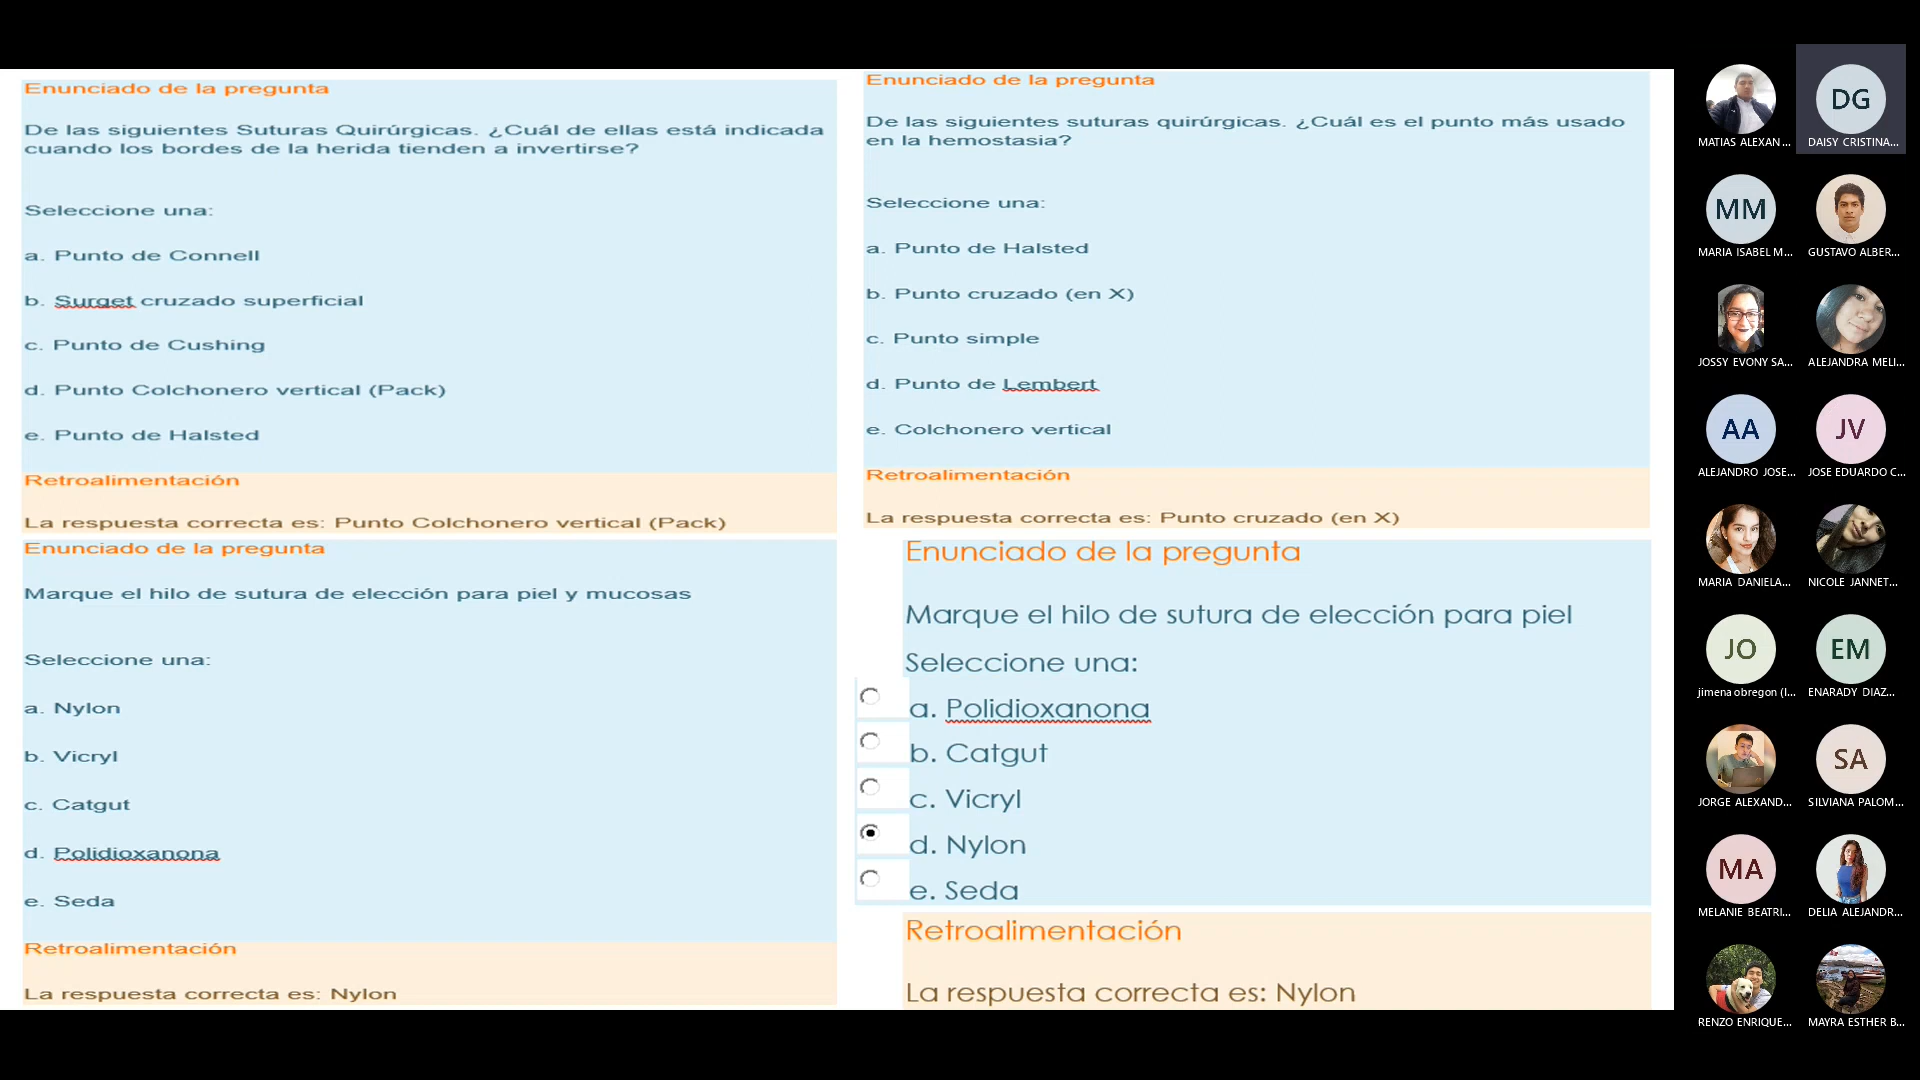 Enunciado de la pregunta
De las siguientes Suturas Quirúrgicas. ¿Cuál de ellas está indicada
cuando los bordes de la herida tienden a invertirse?
Seleccione una:
a. Punto de Connell
b. Surget cruzado superficial
c. Punto de Cushing
d. Punto Colchonero vertical (Pack)
e. Punto de Halsted
Retroalimentación
La respuesta correcta es: Punto Colchonero vertical (Pack)
Enunciado de la pregunta
De las siguientes suturas quirúrgicas. ¿Cuál es el punto más usado
en la hemostasia?
Seleccione una:
a. Punto de Halsted
b. Punto cruzado (en X)
c. Punto simple
d. Punto de Lembert
e. Colchonero vertical
Retroalimentación
La respuesta correcta es: Punto cruzado (en X)
Enunciado de la pregunta
Marque el hilo de sutura de elección para piel y mucosas
Seleccione una:
a. Nylon
b. Vicryl
c. Catgut
d. Polidioxanona
e. Seda
Retroalimentación
La respuesta correcta es: Nylon
Enunciado de la pregunta
Marque el hilo de sutura de elección para piel
Seleccione una:
a. Polidioxanona
b. Catgut
c. Vicryl
d. Nylon
e. Seda
Retroalimentación
La respuesta correcta es: Nylon
DG
MATIAS ALEXAN... DAISY CRISTINA...
MM
MARIA ISABEL M... GUSTAVO ALBER...
JOSSY EVONY SA... ALEJANDRA MELI...
AA JV
ALEJANDRO JOSE... JOSE EDUARDO C...
MARIA DANIELA... NICOLE JANNET...
JO EM
jimena obregon (I... ENARADY DIAZ...
SA
JORGE ALEXAND... SILVIANA PALOM...
MA
MELANIE BEATRI... DELIA ALEJANDR...
RENZO ENRIQUE... MAYRA ESTHER B...